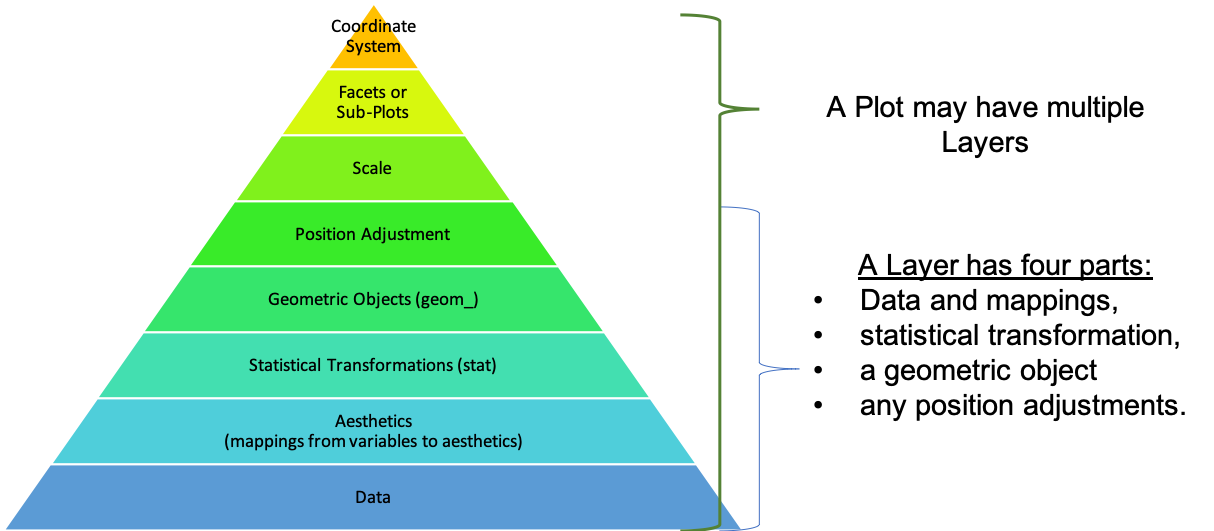 Coordinate
System
Facets or
Sub-Plots
Scale
Position Adjustment
Geometric Objects (geom_)
Statistical Transformations (stat)
Aesthetics
(mappings from variables to aesthetics)
Data
A Plot may have multiple
Layers
A Layer has four parts:
• Data and mappings,
• statistical transformation,
• a geometric object
• any position adjustments.